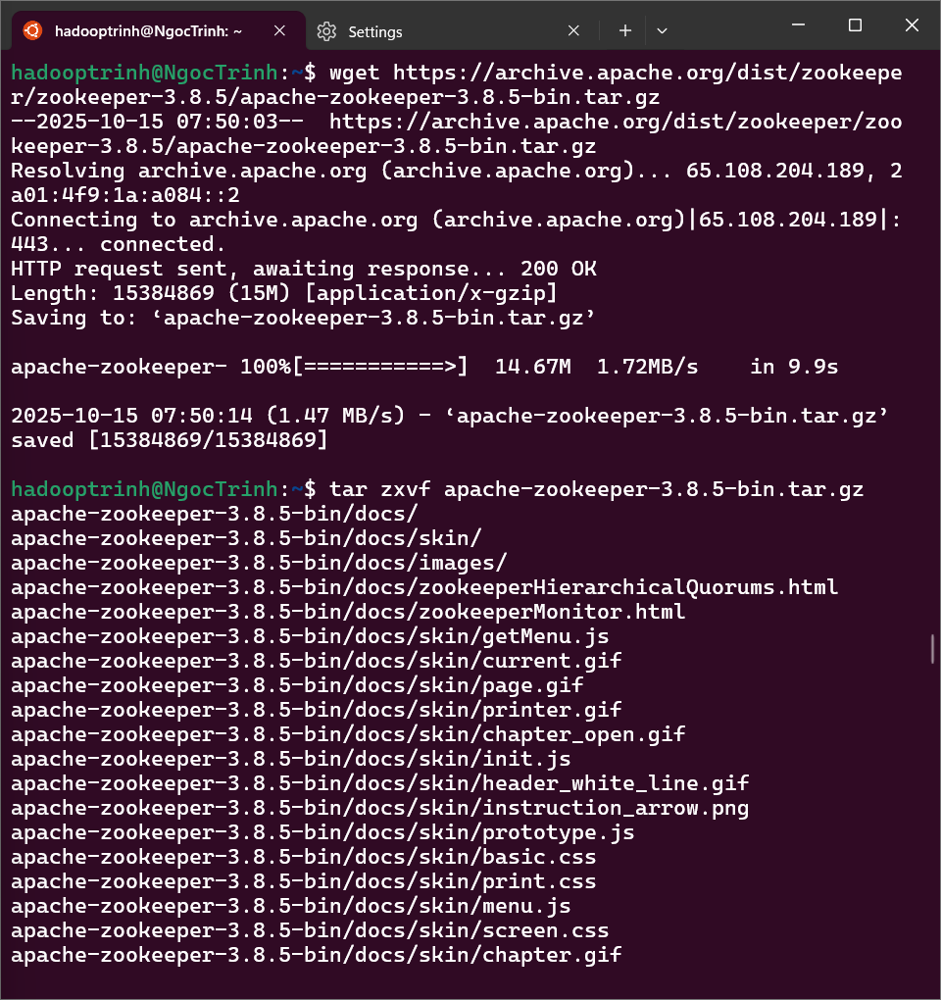 hadooptrinh@NgocTrinh: ~
Settings
hadooptrinh@NgocTrinh:~$ wget https://archive.apache.org/dist/zookeepe
r/zookeeper-3.8.5/apache-zookeeper-3.8.5-bin.tar.gz
--2025-10-15 07:50:03--  https://archive.apache.org/dist/zookeeper/zoo
keeper-3.8.5/apache-zookeeper-3.8.5-bin.tar.gz
Resolving archive.apache.org (archive.apache.org)... 65.108.204.189, 2
a01:4f9:1a:a084::2
Connecting to archive.apache.org (archive.apache.org)|65.108.204.189|:
443... connected.
HTTP request sent, awaiting response... 200 OK
Length: 15384869 (15M) [application/x-gzip]
Saving to: ‘apache-zookeeper-3.8.5-bin.tar.gz’
apache-zookeeper- 100%[===========>]  14.67M  1.72MB/s    in 9.9s
2025-10-15 07:50:14 (1.47 MB/s) - ‘apache-zookeeper-3.8.5-bin.tar.gz’
saved [15384869/15384869]
hadooptrinh@NgocTrinh:~$ tar zxvf apache-zookeeper-3.8.5-bin.tar.gz
apache-zookeeper-3.8.5-bin/docs/
apache-zookeeper-3.8.5-bin/docs/skin/
apache-zookeeper-3.8.5-bin/docs/images/
apache-zookeeper-3.8.5-bin/docs/zookeeperHierarchicalQuorums.html
apache-zookeeper-3.8.5-bin/docs/zookeeperMonitor.html
apache-zookeeper-3.8.5-bin/docs/skin/getMenu.js
apache-zookeeper-3.8.5-bin/docs/skin/current.gif
apache-zookeeper-3.8.5-bin/docs/skin/page.gif
apache-zookeeper-3.8.5-bin/docs/skin/printer.gif
apache-zookeeper-3.8.5-bin/docs/skin/chapter_open.gif
apache-zookeeper-3.8.5-bin/docs/skin/init.js
apache-zookeeper-3.8.5-bin/docs/skin/header_white_line.gif
apache-zookeeper-3.8.5-bin/docs/skin/instruction_arrow.png
apache-zookeeper-3.8.5-bin/docs/skin/prototype.js
apache-zookeeper-3.8.5-bin/docs/skin/basic.css
apache-zookeeper-3.8.5-bin/docs/skin/print.css
apache-zookeeper-3.8.5-bin/docs/skin/menu.js
apache-zookeeper-3.8.5-bin/docs/skin/screen.css
apache-zookeeper-3.8.5-bin/docs/skin/chapter.gif